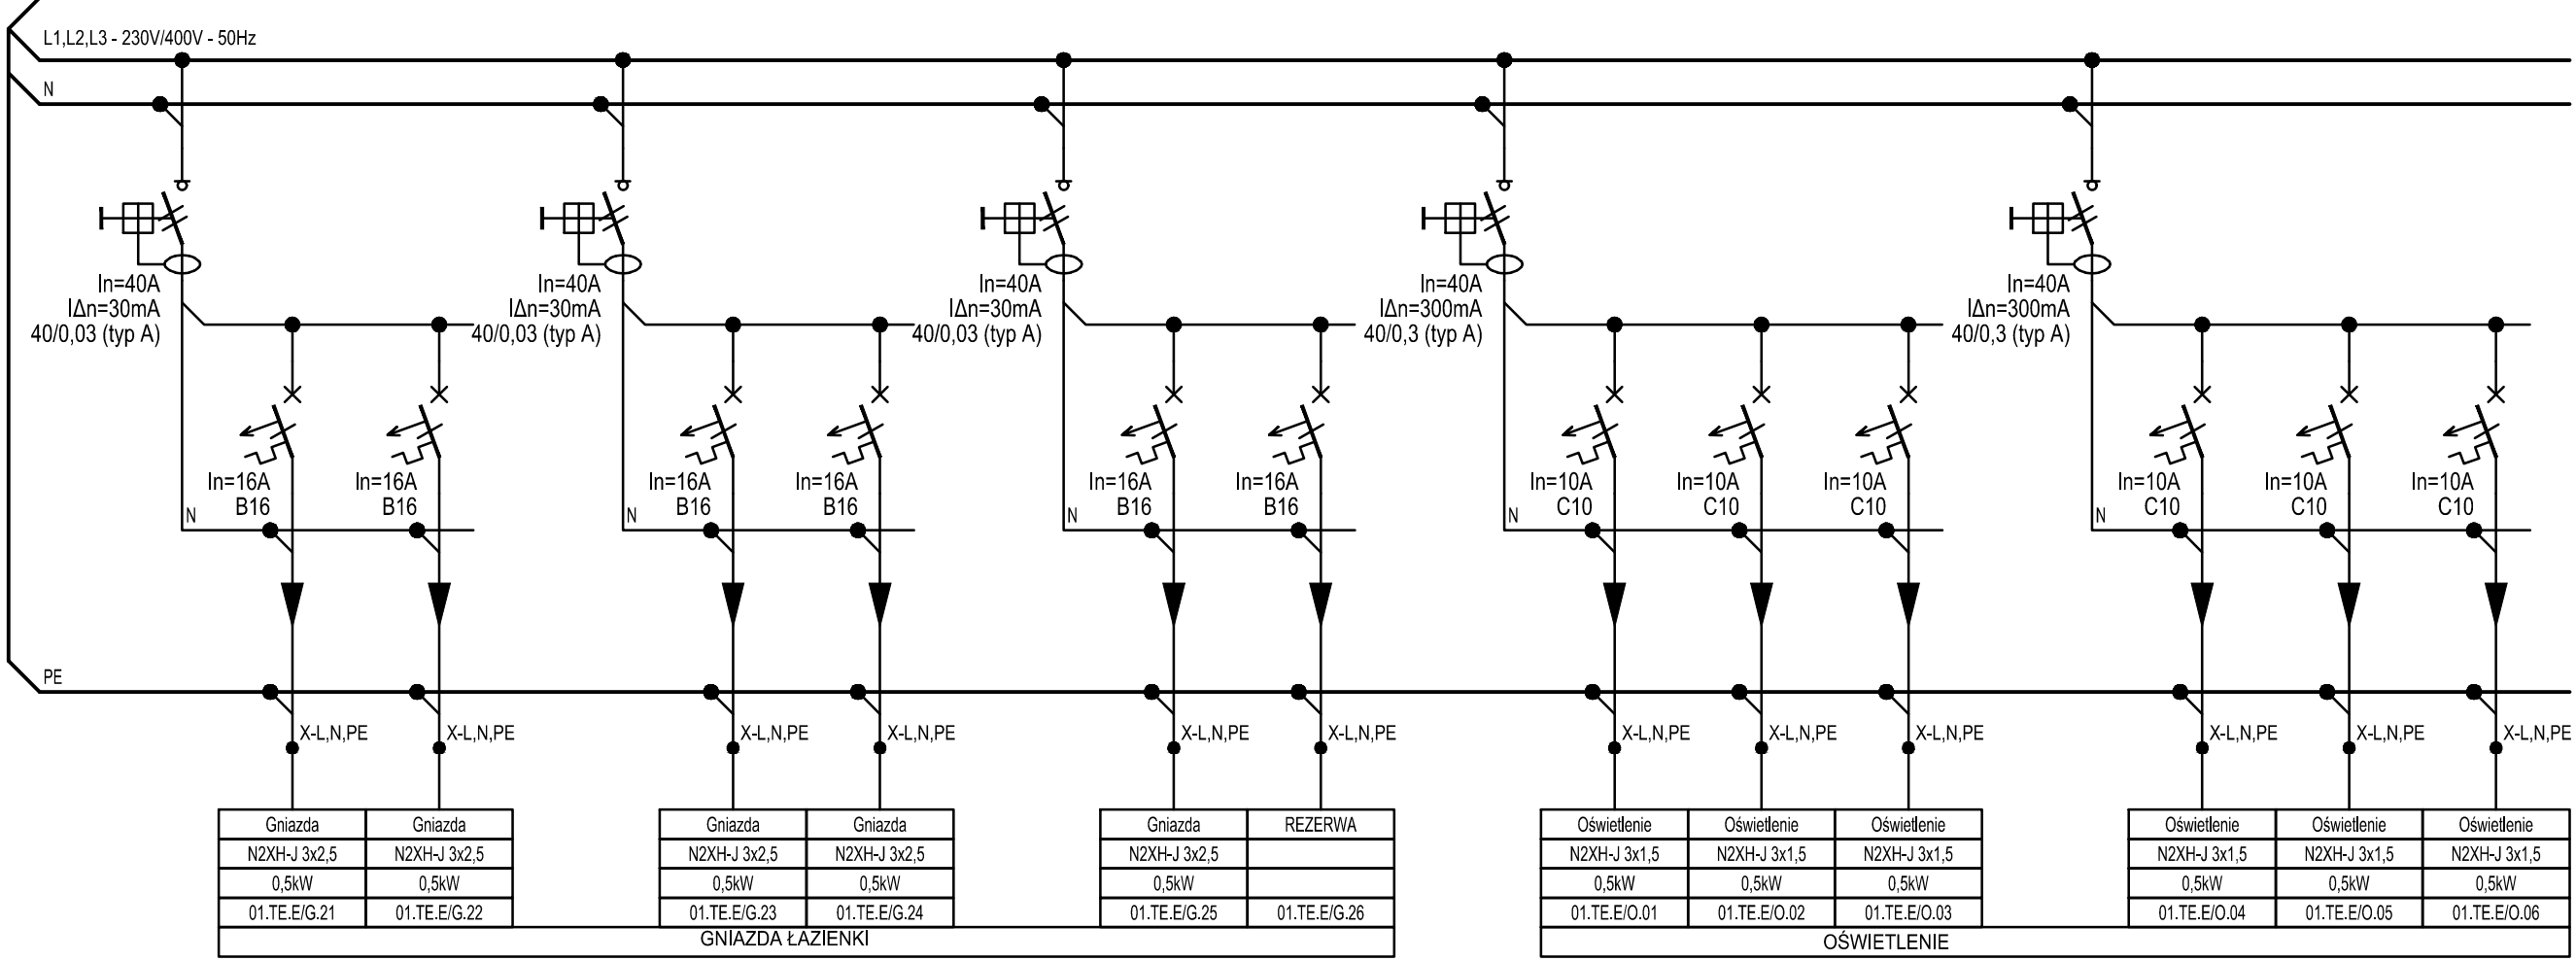 L1,L2,L3 - 230V/400V - 50Hz
N
In=40A
IΔn=30mA
40/0,03 (typ A)
In=40A
IΔn=30mA
40/0,03 (typ A)
In=40A
IΔn=30mA
40/0,03 (typ A)
In=40A
IΔn=300mA
40/0,3 (typ A)
In=40A
IΔn=300mA
40/0,3 (typ A)
In=16A
B16
In=16A
B16
In=16A
B16
In=16A
B16
In=16A
B16
In=16A
B16
In=10A
C10
In=10A
C10
In=10A
C10
In=10A
C10
In=10A
C10
In=10A
C10
N
N
N
N
N
PE
X-L,N,PE X-L,N,PE X-L,N,PE X-L,N,PE X-L,N,PE X-L,N,PE X-L,N,PE X-L,N,PE X-L,N,PE X-L,N,PE X-L,N,PE X-L,N,PE
Gniazda Gniazda Gniazda Gniazda Gniazda REZERWA Oświetlenie Oświetlenie Oświetlenie Oświetlenie Oświetlenie Oświetlenie
N2XH-J 3x2,5 N2XH-J 3x2,5 N2XH-J 3x2,5 N2XH-J 3x2,5 N2XH-J 3x2,5 N2XH-J 3x1,5 N2XH-J 3x1,5 N2XH-J 3x1,5 N2XH-J 3x1,5 N2XH-J 3x1,5 N2XH-J 3x1,5
0,5kW 0,5kW 0,5kW 0,5kW 0,5kW 0,5kW 0,5kW 0,5kW 0,5kW 0,5kW 0,5kW
01.TE.E/G.21 01.TE.E/G.22 01.TE.E/G.23 01.TE.E/G.24 01.TE.E/G.25 01.TE.E/G.26 01.TE.E/O.01 01.TE.E/O.02 01.TE.E/O.03 01.TE.E/O.04 01.TE.E/O.05 01.TE.E/O.06
GNIAZDA ŁAZIENKI
OŚWIETLENIE